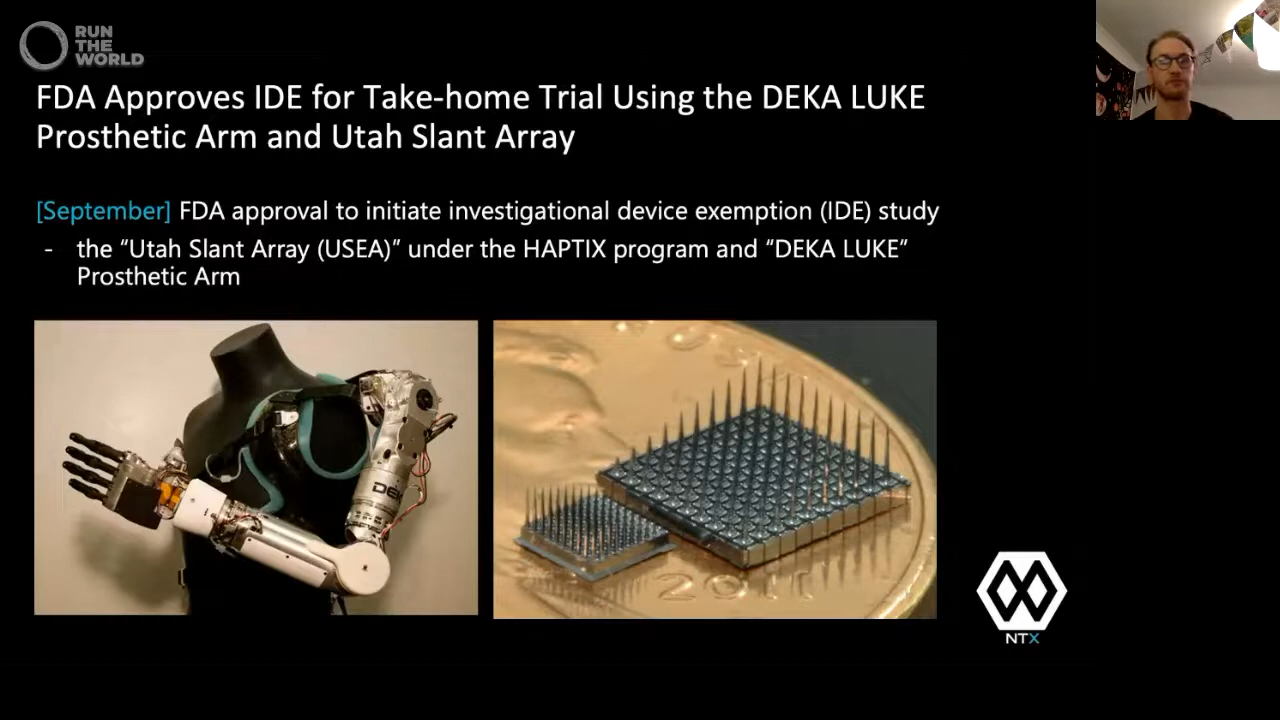 RUN
THE
WORLD
FDA Approves IDE for Take-home Trial Using the DEKA LUKE
Prosthetic Arm and Utah Slant Array
[September] FDA approval to initiate investigational device exemption (IDE) study
- the “Utah Slant Array (USEA)” under the HAPTIX program and “DEKA LUKE”
Prosthetic Arm
2011
NTX